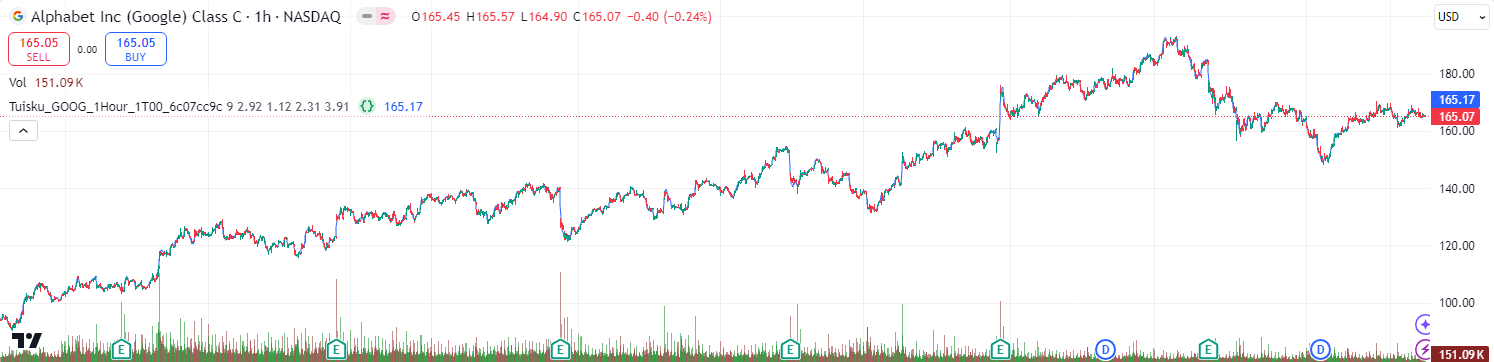 Alphabet Inc (Google) Class C · 1h · NASDAQ O165.45 H165.57 L164.90 C165.07 −0.40 (−0.24%)
USD
165.05 SELL
0.00
165.05 BUY
Vol 151.09 K
Tuisku_GOOG_1Hour_1T00_6c07cc9c 9 2.92 1.12 2.31 3.91 {} 165.17
180.00
165.17
165.07
160.00
140.00
120.00
100.00
E E E E E D E D
151.09 K